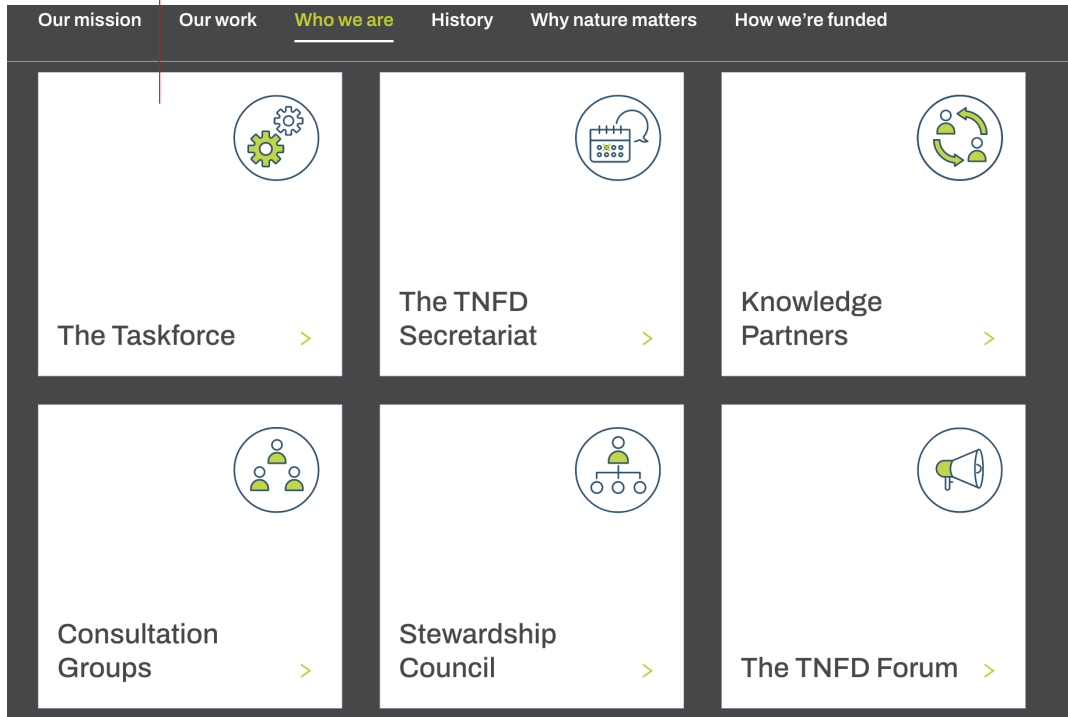 Our mission Our work Who we are History Why nature matters How we’re funded
The Taskforce
The TNFD
Secretariat
Knowledge
Partners
Consultation
Groups
Stewardship
Council
The TNFD Forum